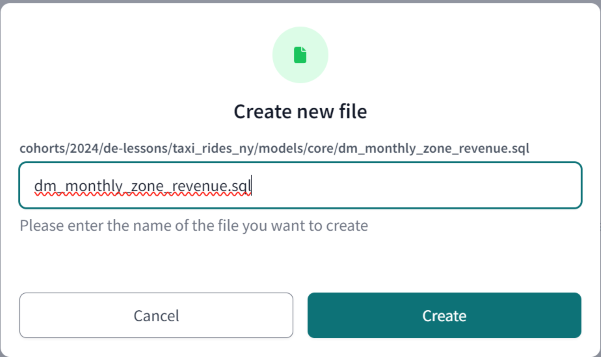 Create new file
cohorts/2024/de-lessons/taxi_rides_ny/models/core/dm_monthly_zone_revenue.sql
dm_monthly_zone_revenue.sql
Please enter the name of the file you want to create
Cancel
Create